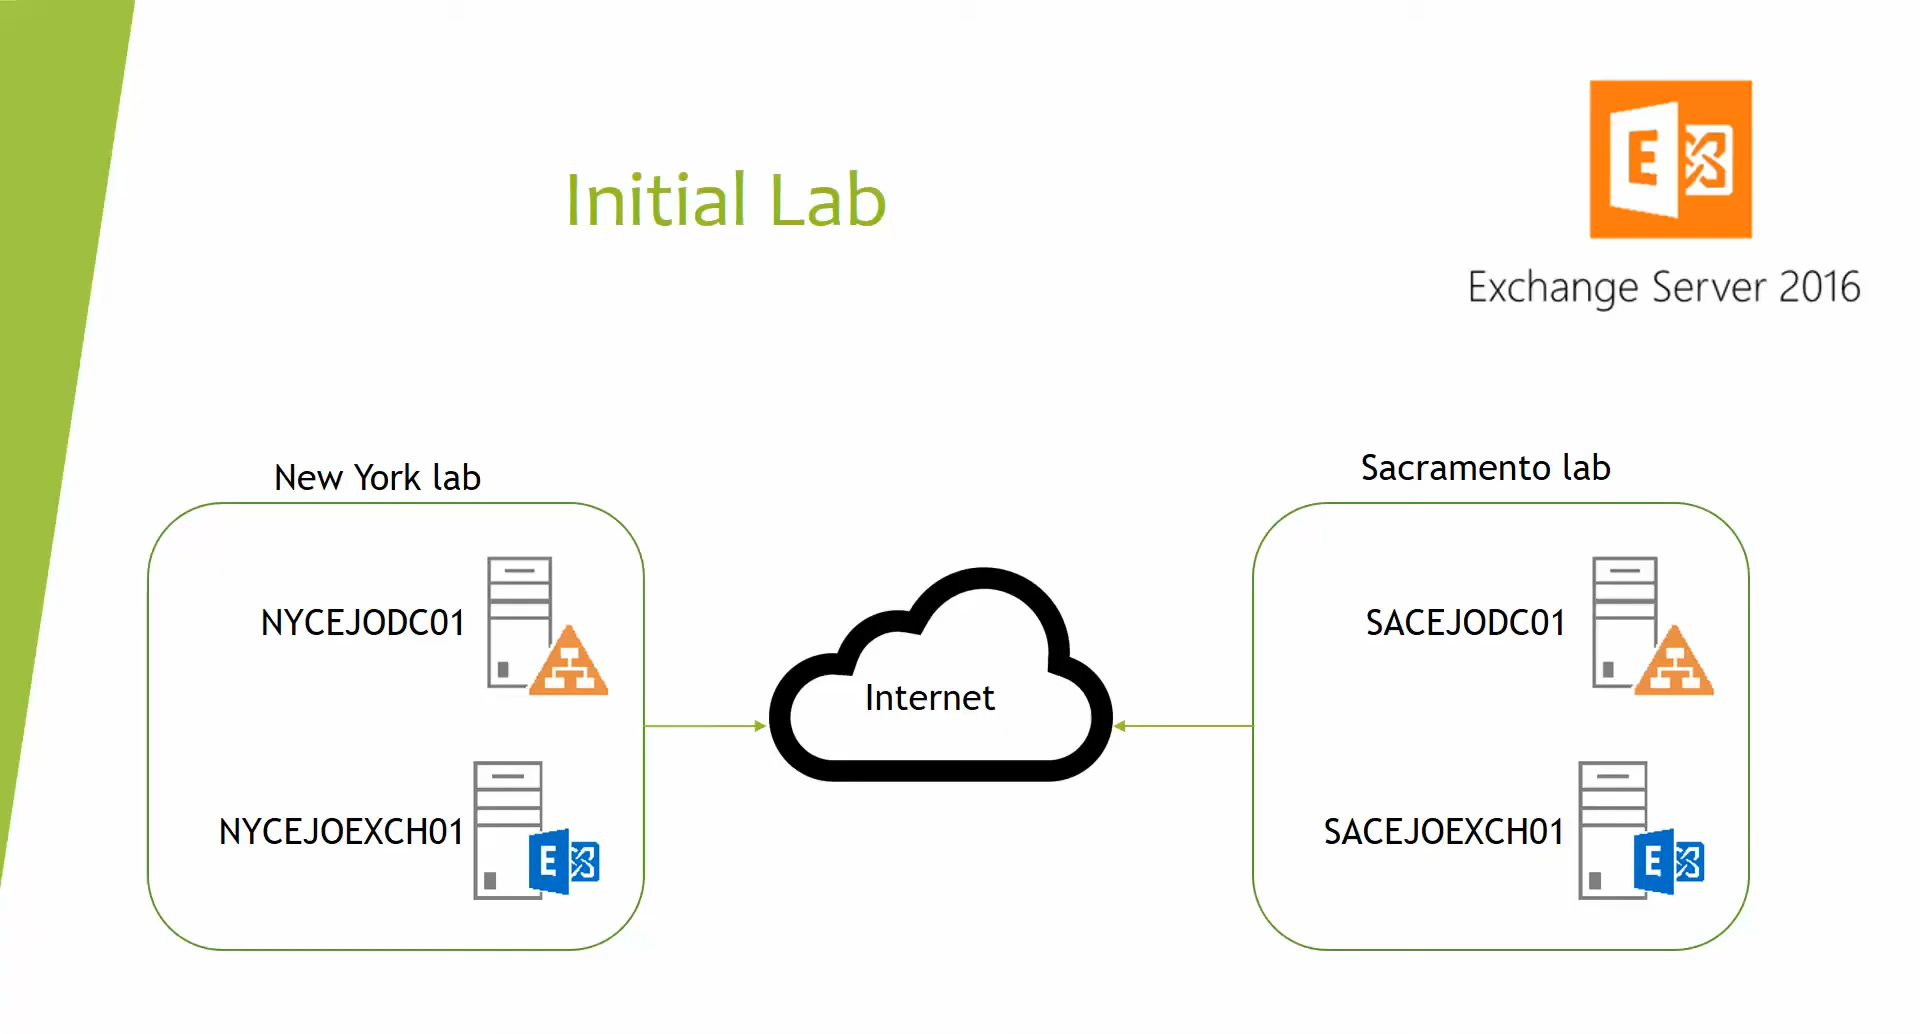 Initial Lab
E
Exchange Server 2016
New York lab
Sacramento lab
NYCEJODC01
SACEJODC01
Internet
NYCEJOEXCH01
E
SACEJOEXCH01
E